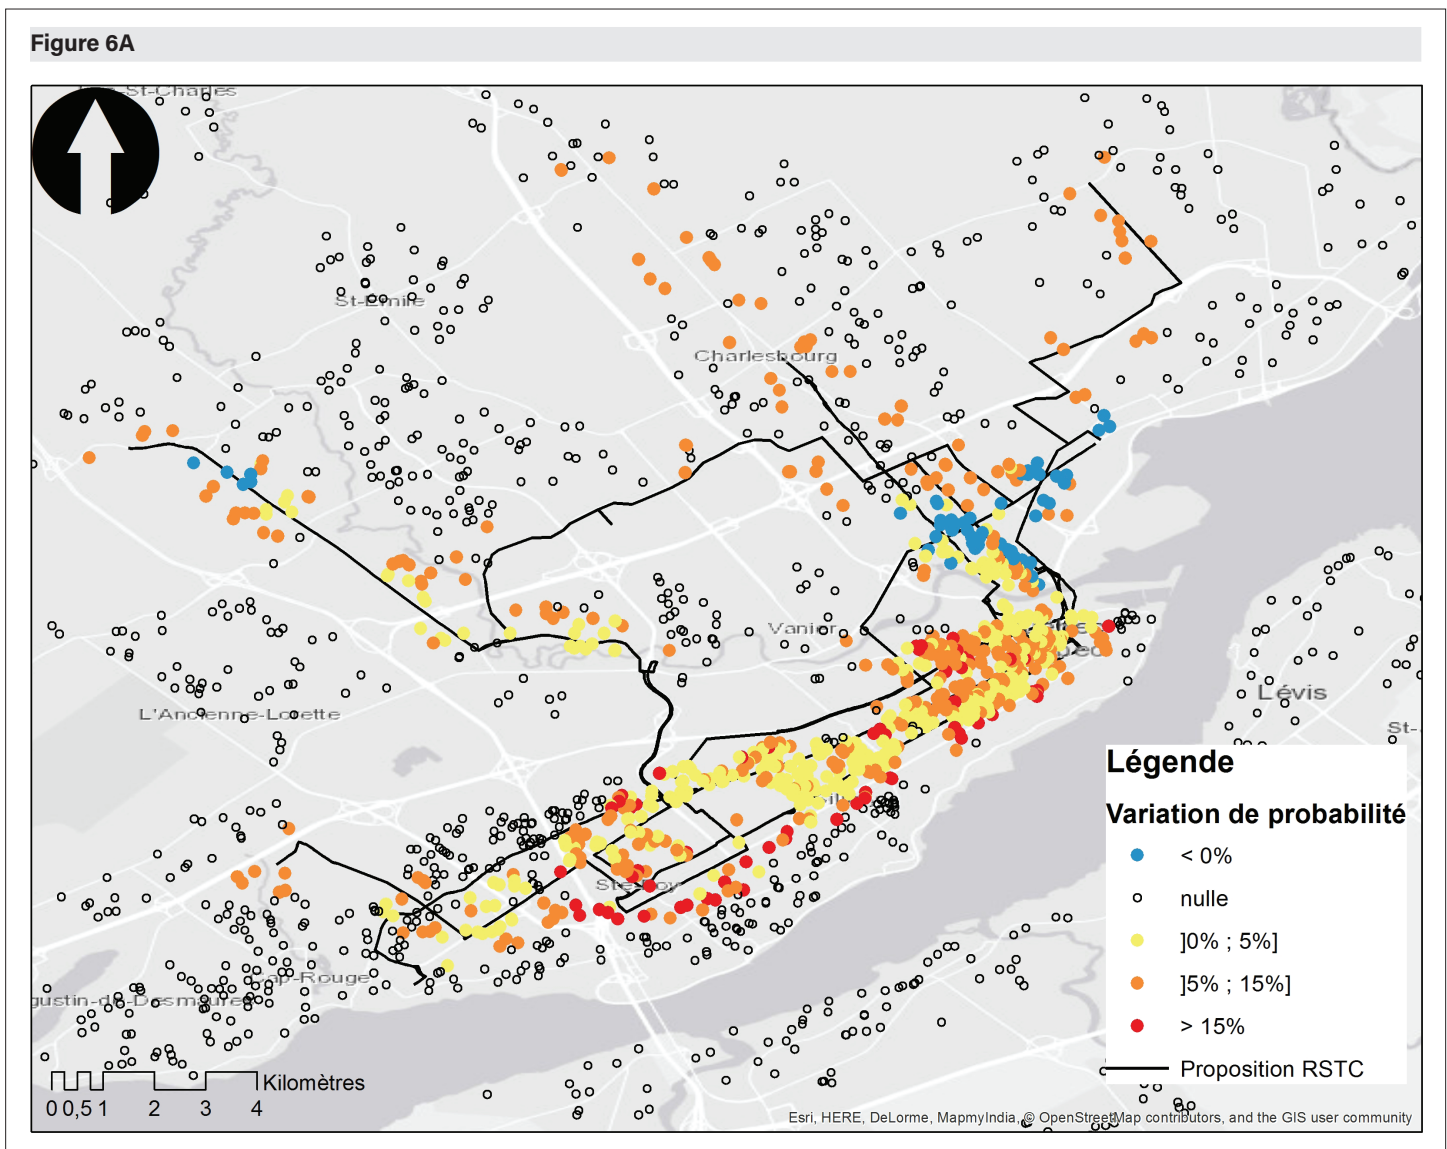 Figure 6A
St-Charles
St-Emile
Charlesbourg
Vanier
L'Ancienne-Lorette
Lévis
St-
Légende
Variation de probabilité
< 0%
nulle
]0% ; 5%]
]5% ; 15%]
> 15%
Proposition RSTC
Ste-Foy
ap-Rouge
gustin-de-Desmaures
Kilomètres
0 0,5 1 2 3 4
Esri, HERE, DeLorme, MapmyIndia, © OpenStreetMap contributors, and the GIS user community